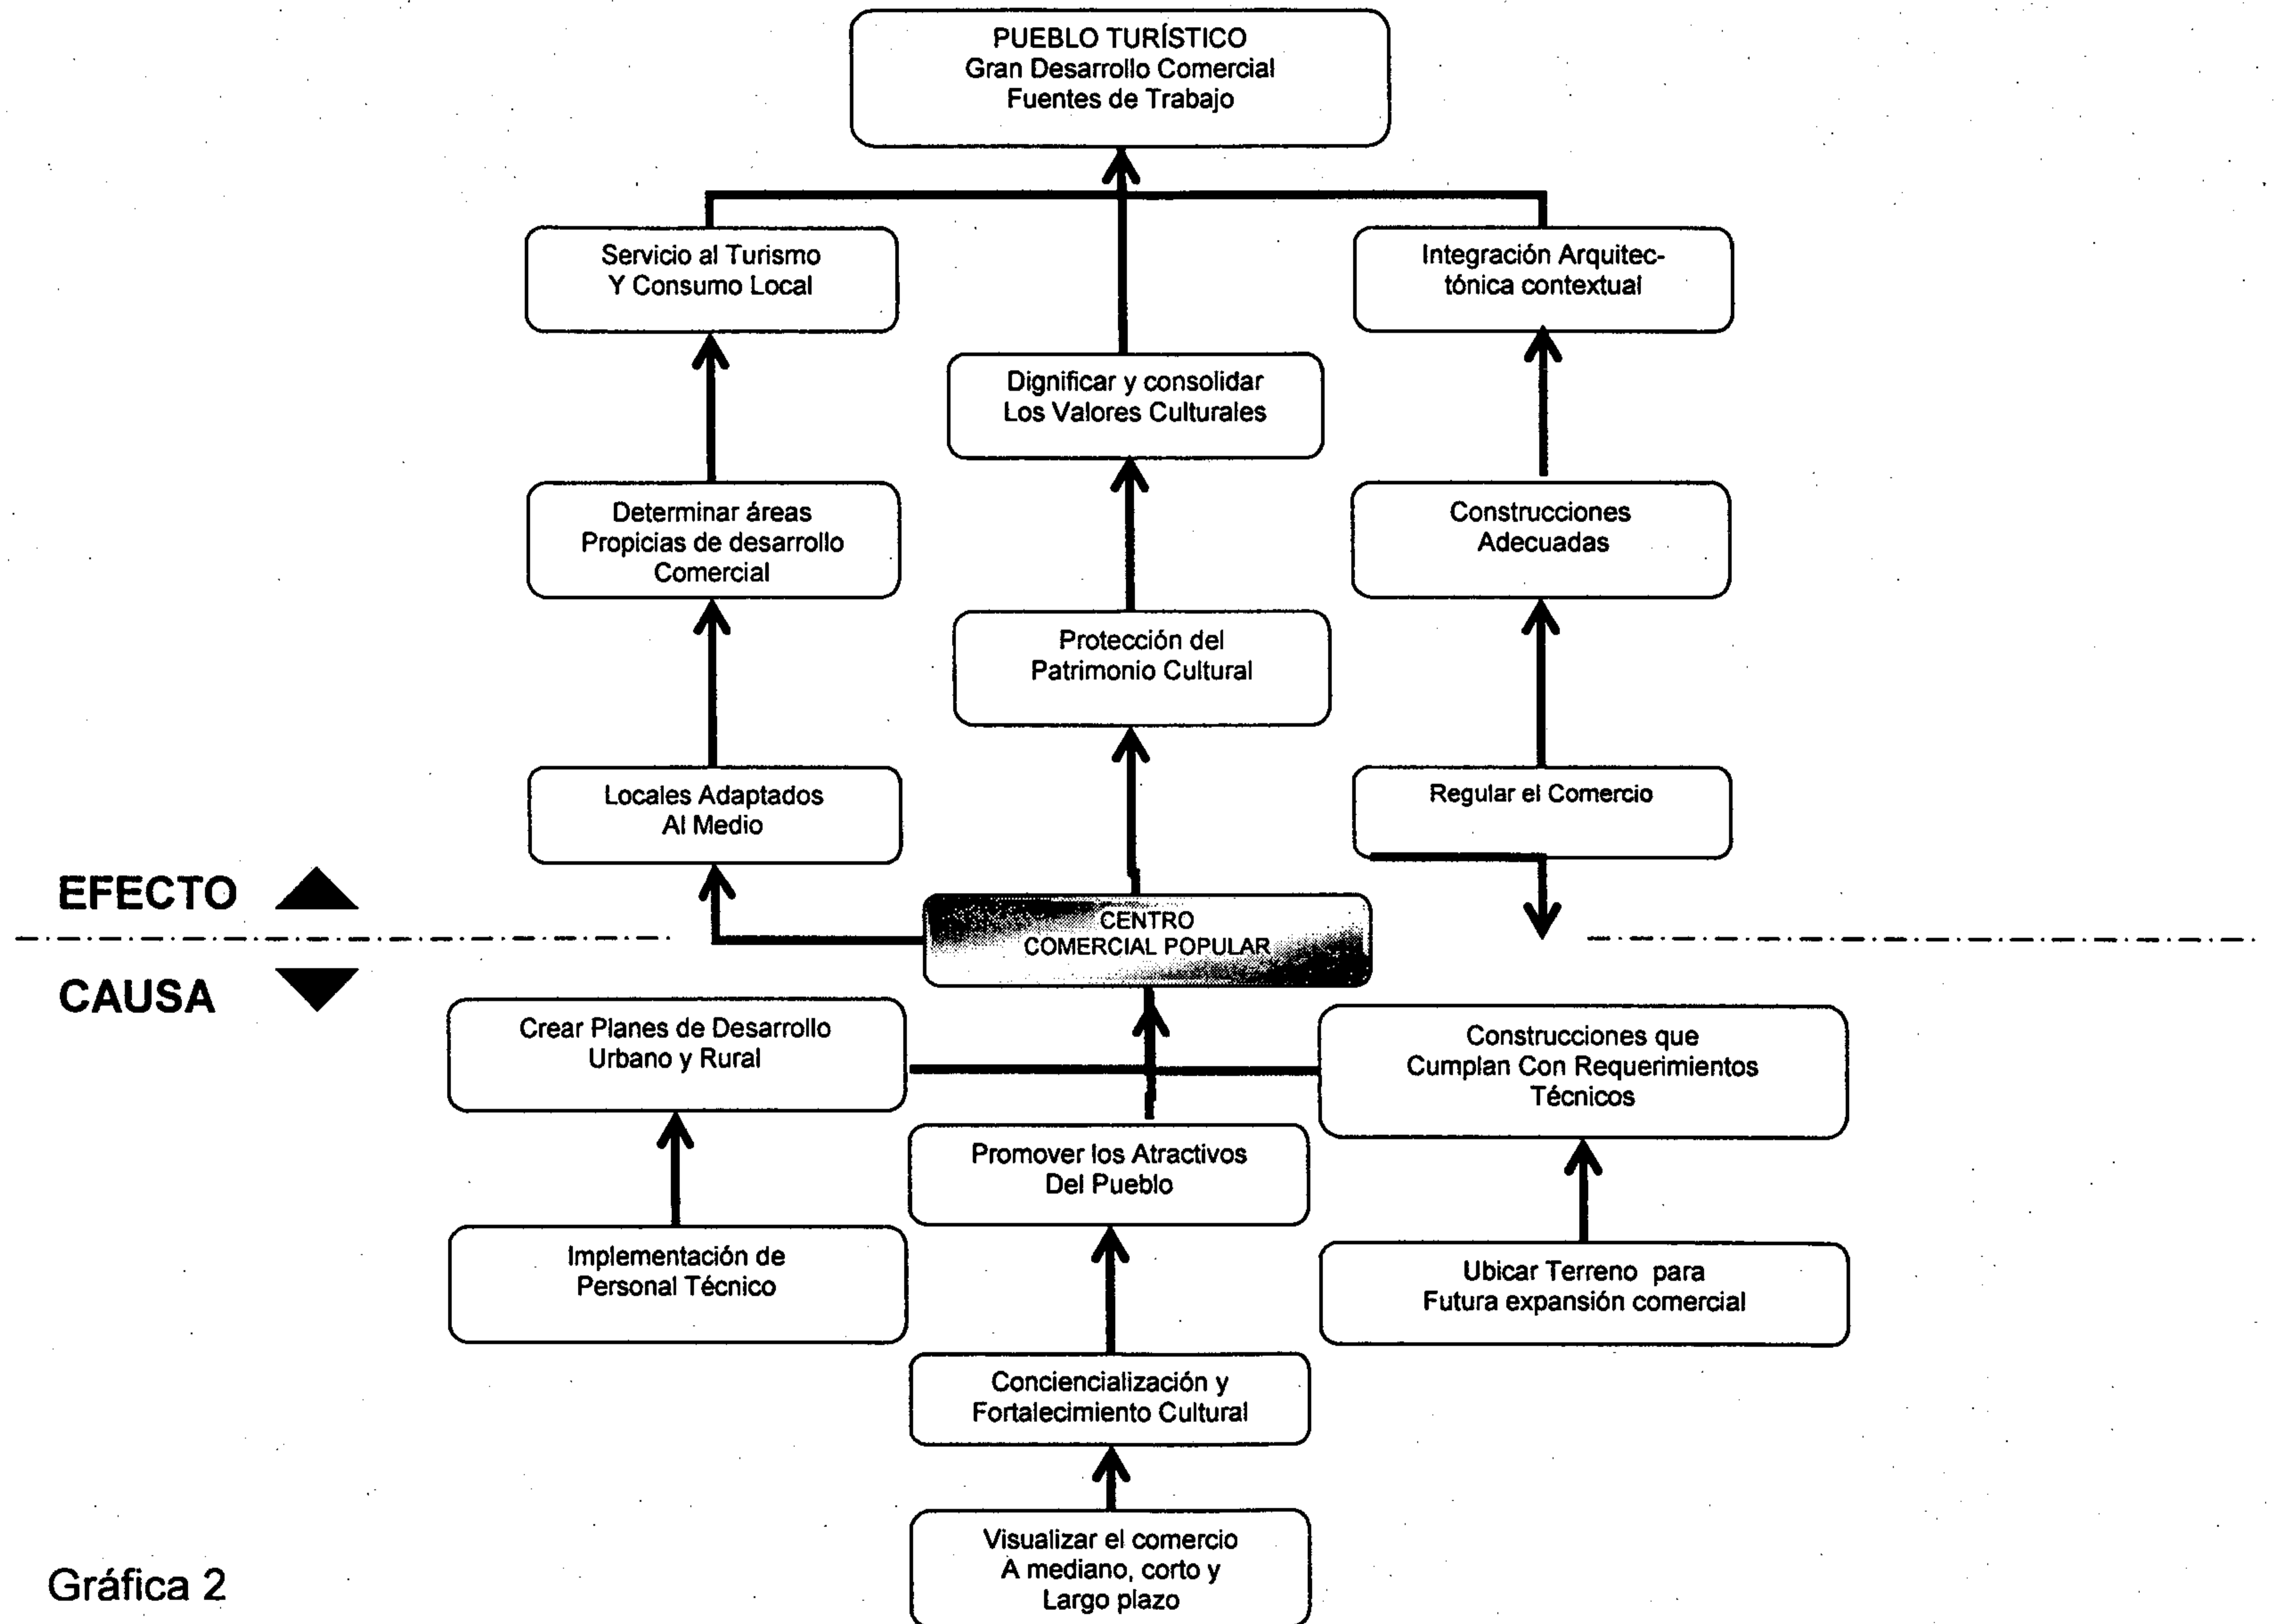 PUEBLO TURÍSTICO
Gran Desarrollo Comercial
Fuentes de Trabajo
Servicio al Turismo
Y Consumo Local
Integración Arquitec-
tónica contextual
Dignificar y consolidar
Los Valores Culturales
Determinar áreas
Propicias de desarrollo
Comercial
Construcciones
Adecuadas
Protección del
Patrimonio Cultural
Locales Adaptados
Al Medio
Regular el Comercio
EFECTO
CENTRO
COMERCIAL POPULAR
CAUSA
Crear Planes de Desarrollo
Urbano y Rural
Construcciones que
Cumplan Con Requerimientos
Técnicos
Promover los Atractivos
Del Pueblo
Implementación de
Personal Técnico
Ubicar Terreno para
Futura expansión comercial
Conciencialización y
Fortalecimiento Cultural
Visualizar el comercio
A mediano, corto y
Largo plazo
Gráfica 2